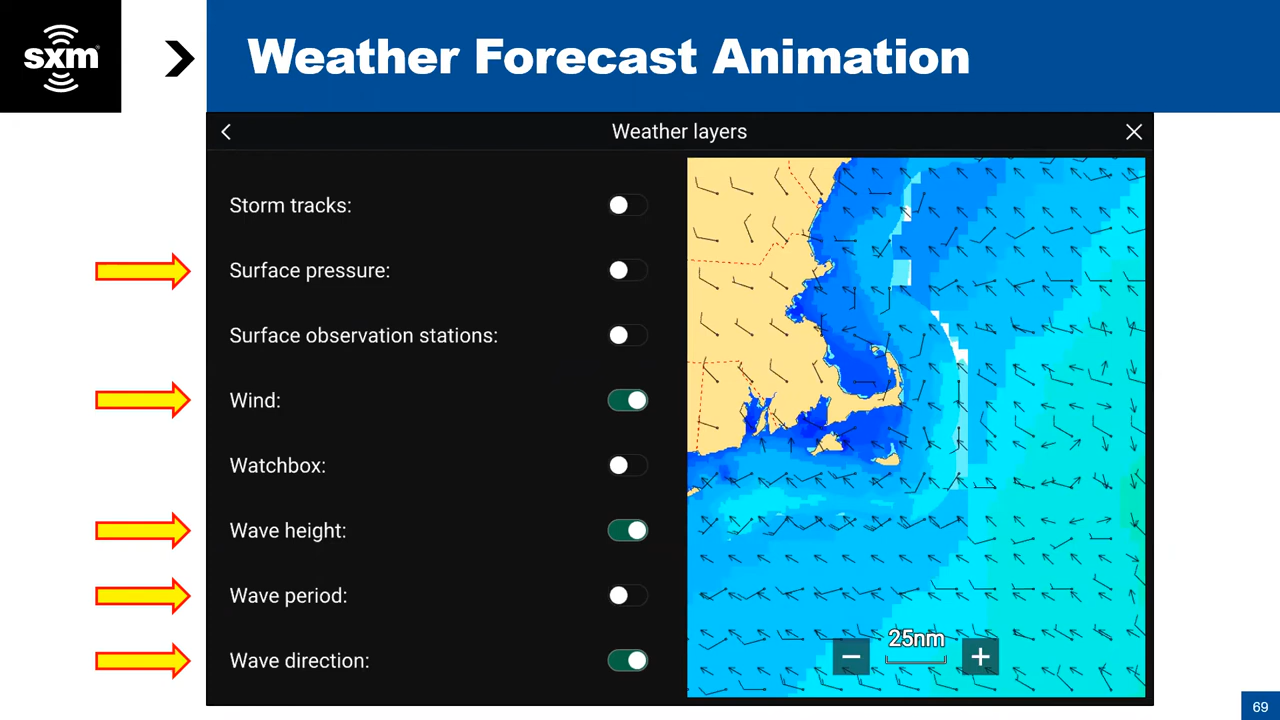 sxm
Weather Forecast Animation
Weather layers
Storm tracks:
Surface pressure:
Surface observation stations:
Wind:
Watchbox:
Wave height:
Wave period:
Wave direction:
25nm
69